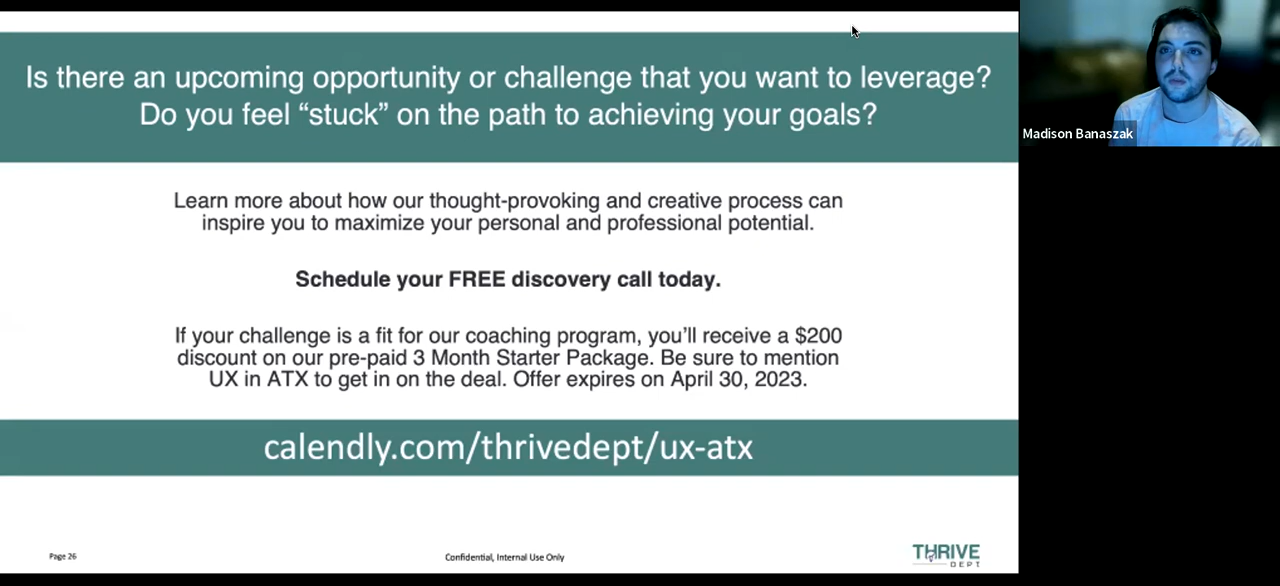 Is there an upcoming opportunity or challenge that you want to leverage?
Do you feel “stuck” on the path to achieving your goals?
Madison Banaszak
Learn more about how our thought-provoking and creative process can
inspire you to maximize your personal and professional potential.
Schedule your FREE discovery call today.
If your challenge is a fit for our coaching program, you’ll receive a $200
discount on our pre-paid 3 Month Starter Package. Be sure to mention
UX in ATX to get in on the deal. Offer expires on April 30, 2023.
calendly.com/thrivedept/ux-atx
Page 26
Confidential, Internal Use Only
THRIVE
DEPT